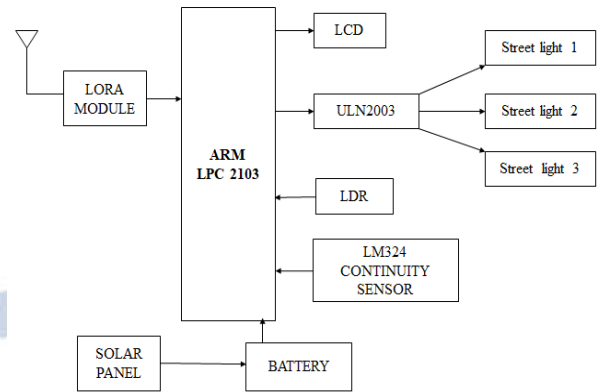 LCD
Street light 1
LORA
MODULE
ULN2003
Street light 2
ARM
LPC 2103
Street light 3
LDR
LM324
CONTINUITY
SENSOR
SOLAR
PANEL
BATTERY